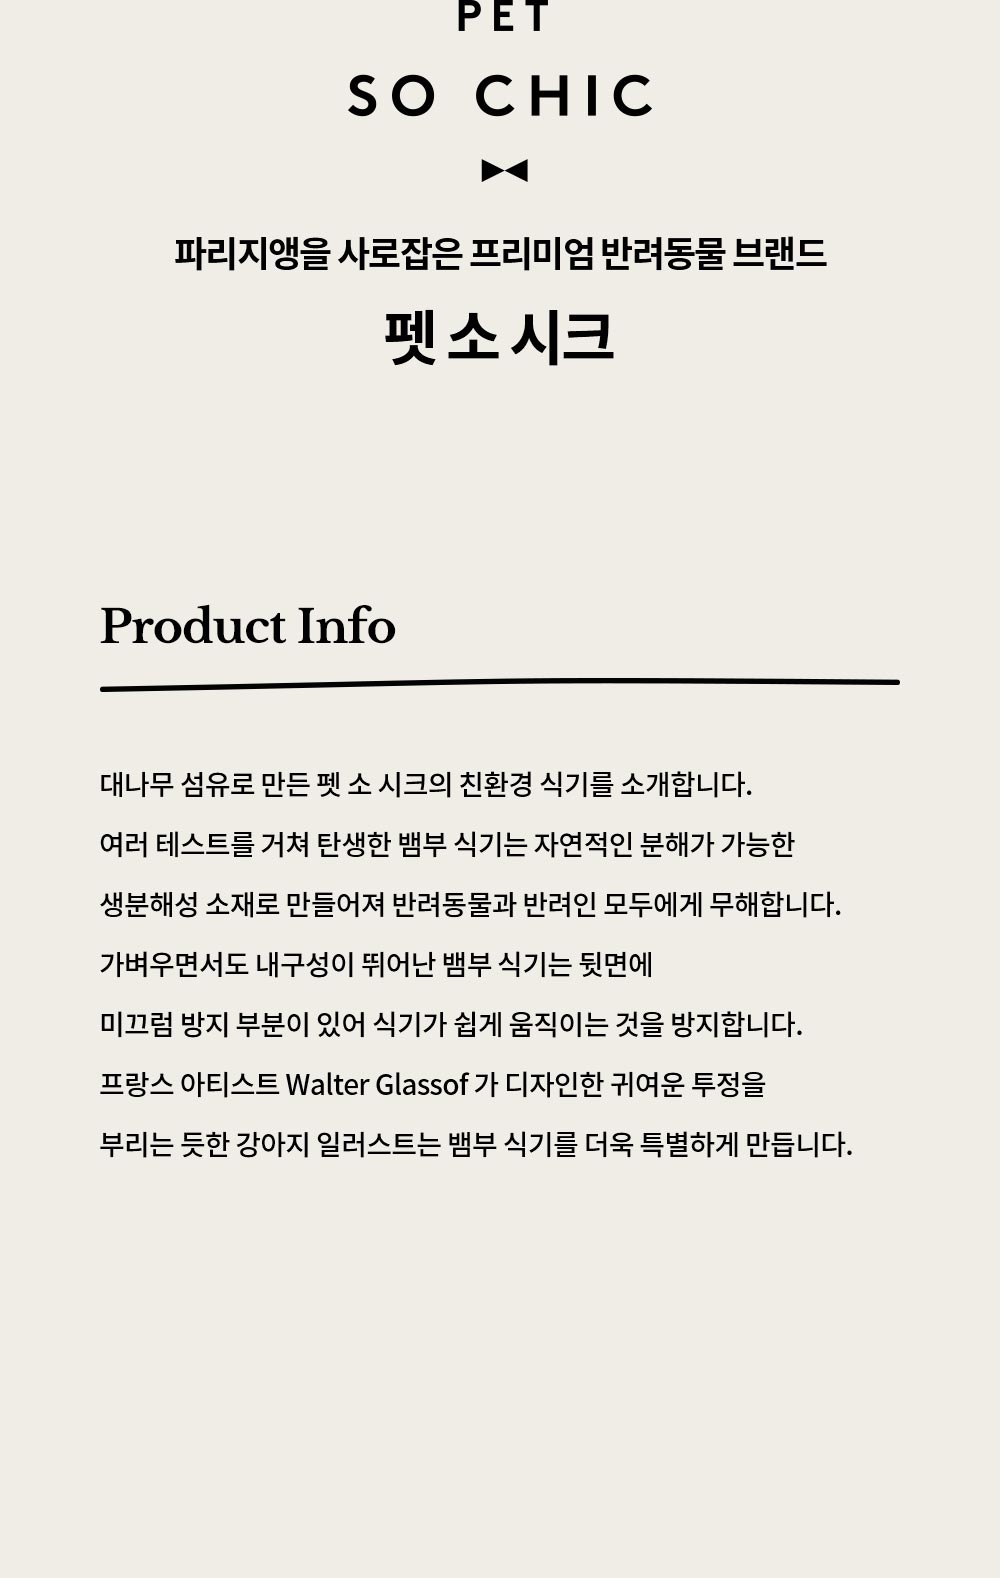 PET
SO CHIC
파리지앵을 사로잡은 프리미엄 반려동물 브랜드
펫 소 시크
Product Info
대나무 섬유로 만든 펫 소 시크의 친환경 식기를 소개합니다.
여러 테스트를 거쳐 탄생한 뱀부 식기는 자연적인 분해가 가능한
생분해성 소재로 만들어져 반려동물과 반려인 모두에게 무해합니다.
가벼우면서도 내구성이 뛰어난 뱀부 식기는 뒷면에
미끄럼 방지 부분이 있어 식기가 쉽게 움직이는 것을 방지합니다.
프랑스 아티스트 Walter Glassof 가 디자인한 귀여운 투정을
부리는 듯한 강아지 일러스트는 뱀부 식기를 더욱 특별하게 만듭니다.